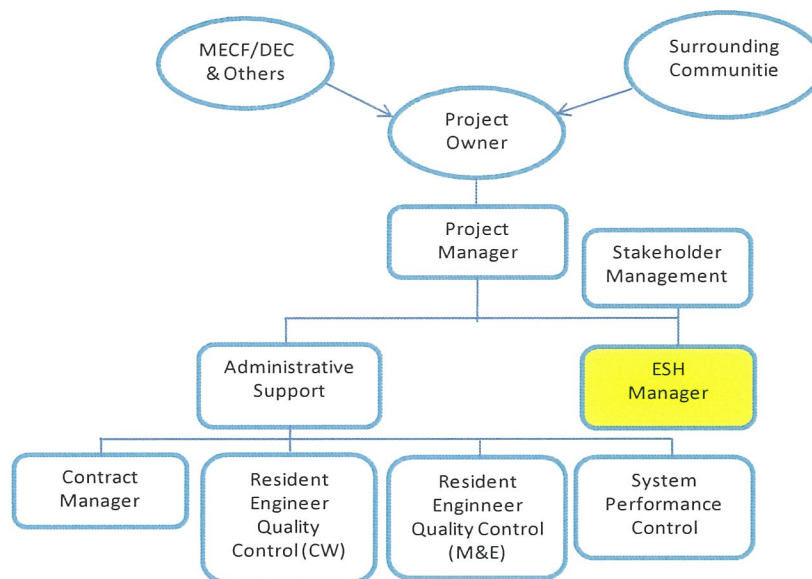 MECF/DEC
& Others
Surrounding
Communitie
Project
Owner
Project
Manager
Stakeholder
Management
Administrative
Support
ESH
Manager
Contract
Manager
Resident
Engineer
Quality
Control (CW)
Resident
Enginneer
Quality Control
(M&E)
System
Performance
Control